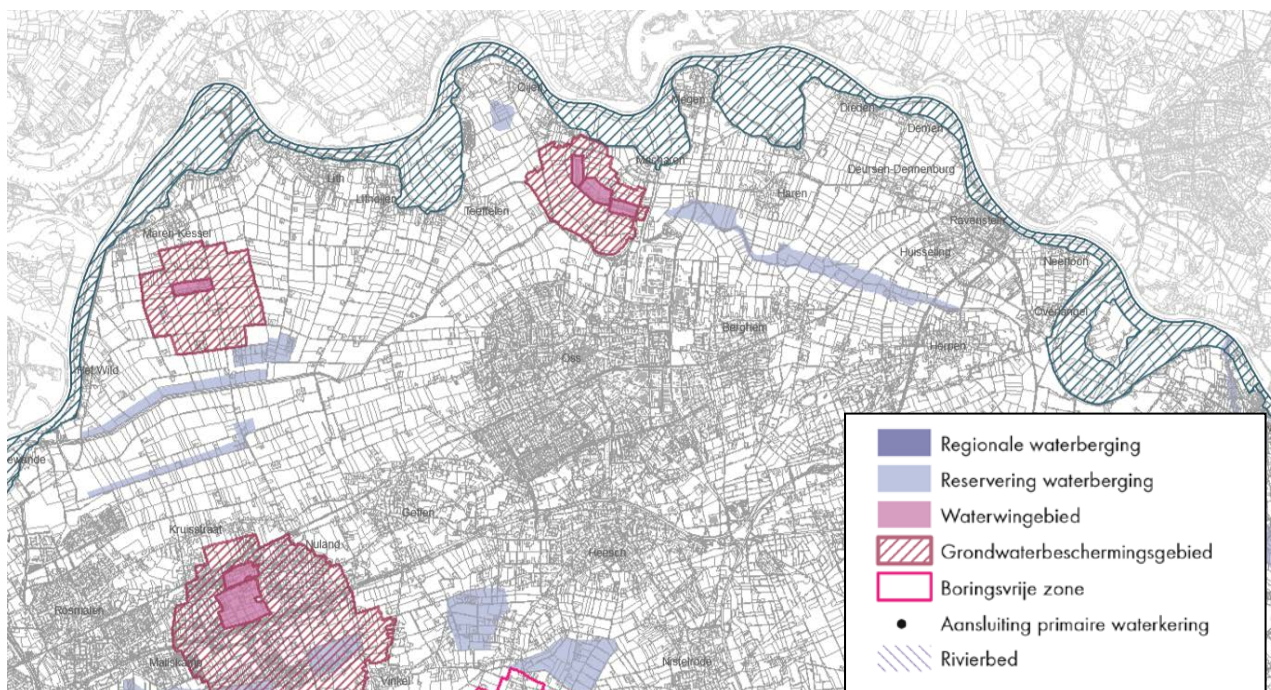 Oijen
Megen
Dieden
Demen
Macharen
Deursen-Dennenburg
Lith
Haren
Lithoijen
Teeffelen
Ravenstein
Maren-Kessel
Huisseling
Neerloon
Overlangel
Berghem
Herpen
Oss
Het Wild
Geffen
Kruisstraat
Nuland
Heesch
Rosmalen
Maliskamp
Vinkel
Nistelrode
Regionale waterberging
Reservering waterberging
Waterwingebied
Grondwaterbeschermingsgebied
Boringsvrije zone
Aansluiting primaire waterkering
Rivierbed